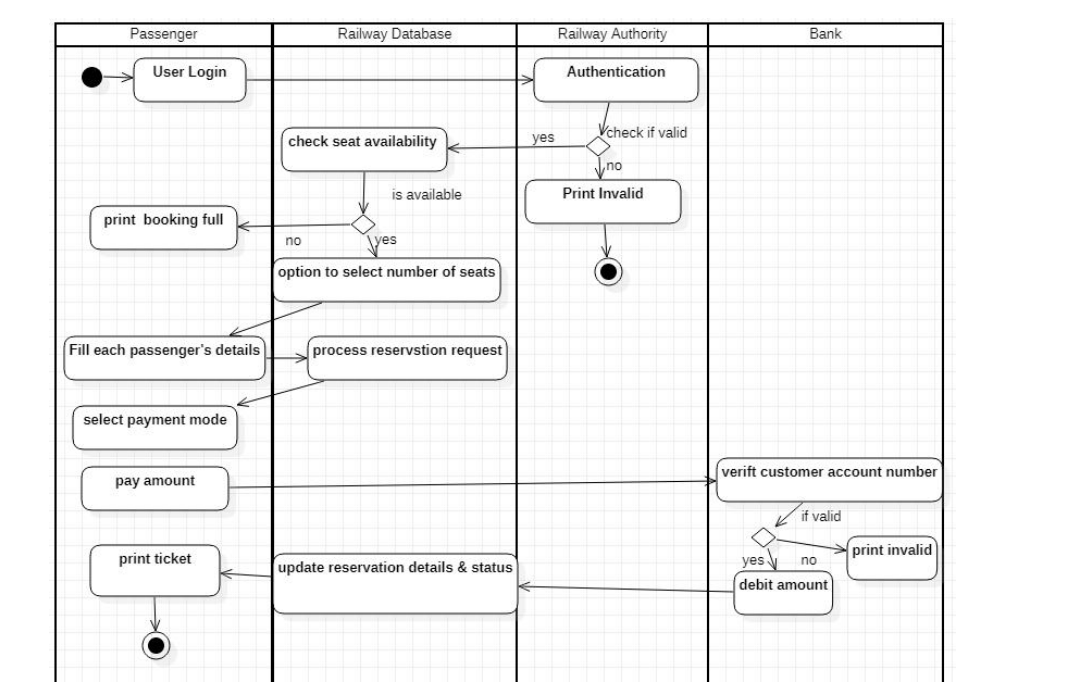 Passenger
Railway Database
Railway Authority
Bank
User Login
Authentication
check if valid
check seat availability
yes
no
is available
Print Invalid
print  booking full
no
yes
option to select number of seats
Fill each passenger's details
process reservstion request
select payment mode
pay amount
verift customer account number
if valid
print ticket
update reservation details & status
yes
no
print invalid
debit amount